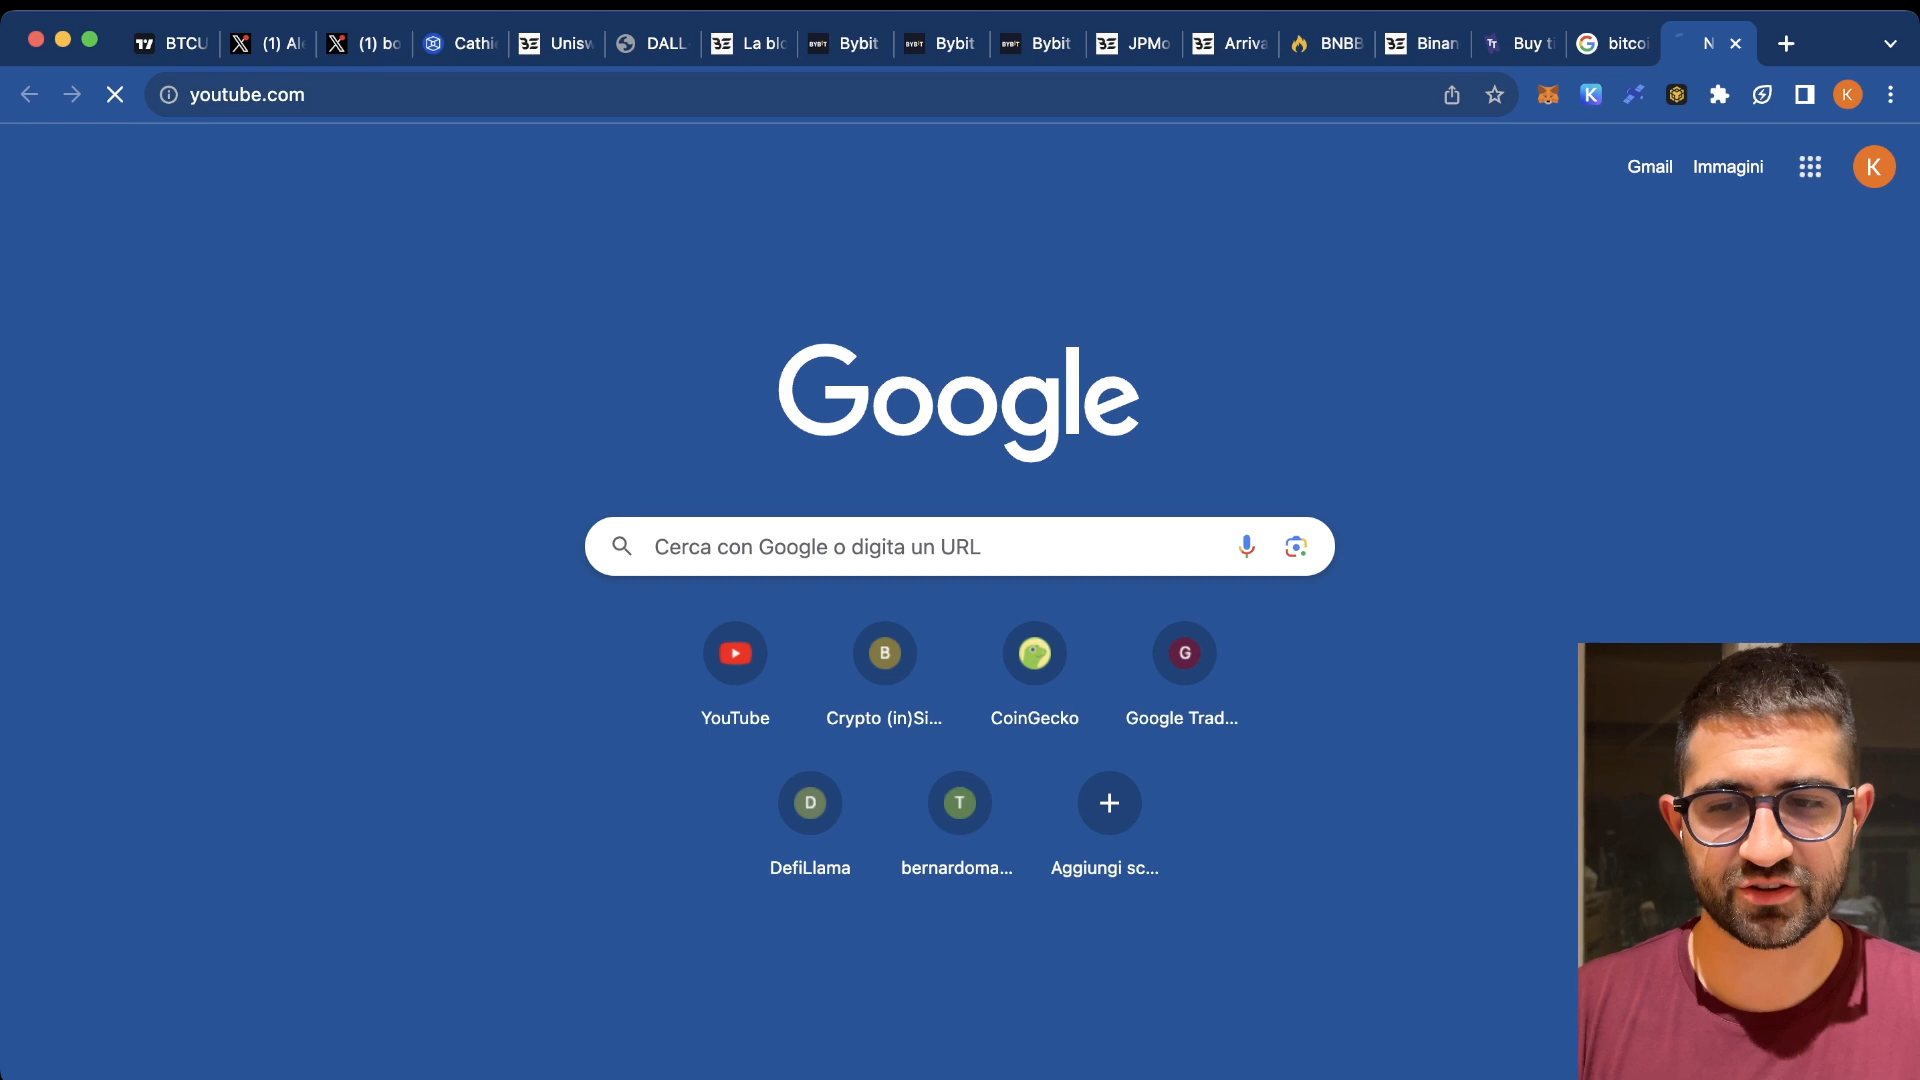 BTCU
(1) Al
(1) bo
Cathi
Unisw
DALL
La blo
Bybit
Bybit
Bybit
JPMo
Arriva
BNBB
Binan
Buy ti
bitcoi
N
youtube.com
K
Gmail
Immagini
K
Google
Cerca con Google o digita un URL
B
G
YouTube
Crypto (in)Si...
CoinGecko
Google Trad...
D
T
DefiLlama
bernardoma...
Aggiungi sc...